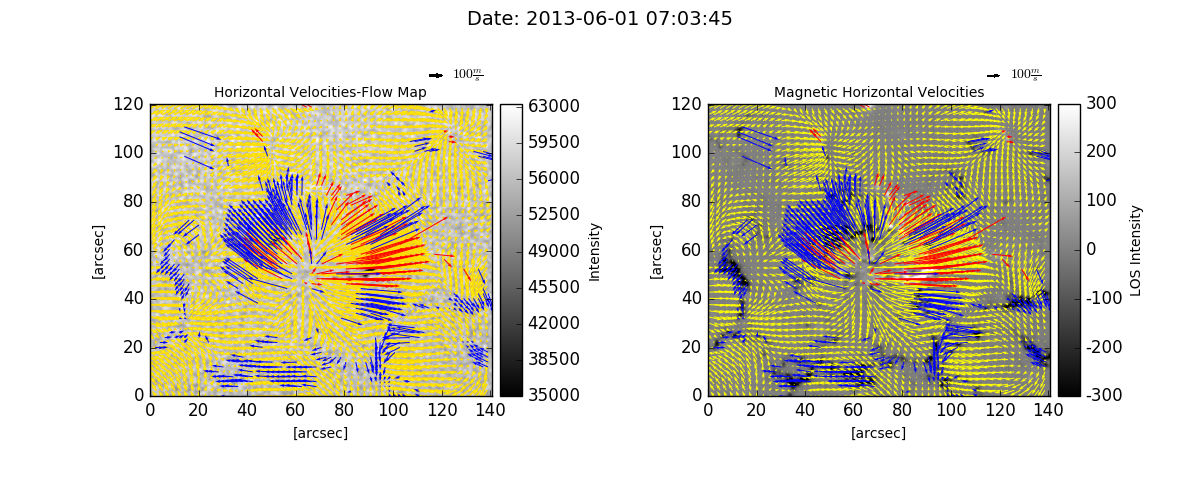 Date: 2013-06-01 07:03:45
100 m/s
100 m/s
Horizontal Velocities-Flow Map
Magnetic Horizontal Velocities
120
100
80
60
40
20
0
[arcsec]
0 20 40 60 80 100 120 140
[arcsec]
63000
59500
56000
52500
49000
45500
42000
38500
35000
Intensity
120
100
80
60
40
20
0
[arcsec]
0 20 40 60 80 100 120 140
[arcsec]
300
200
100
0
-100
-200
-300
LOS Intensity